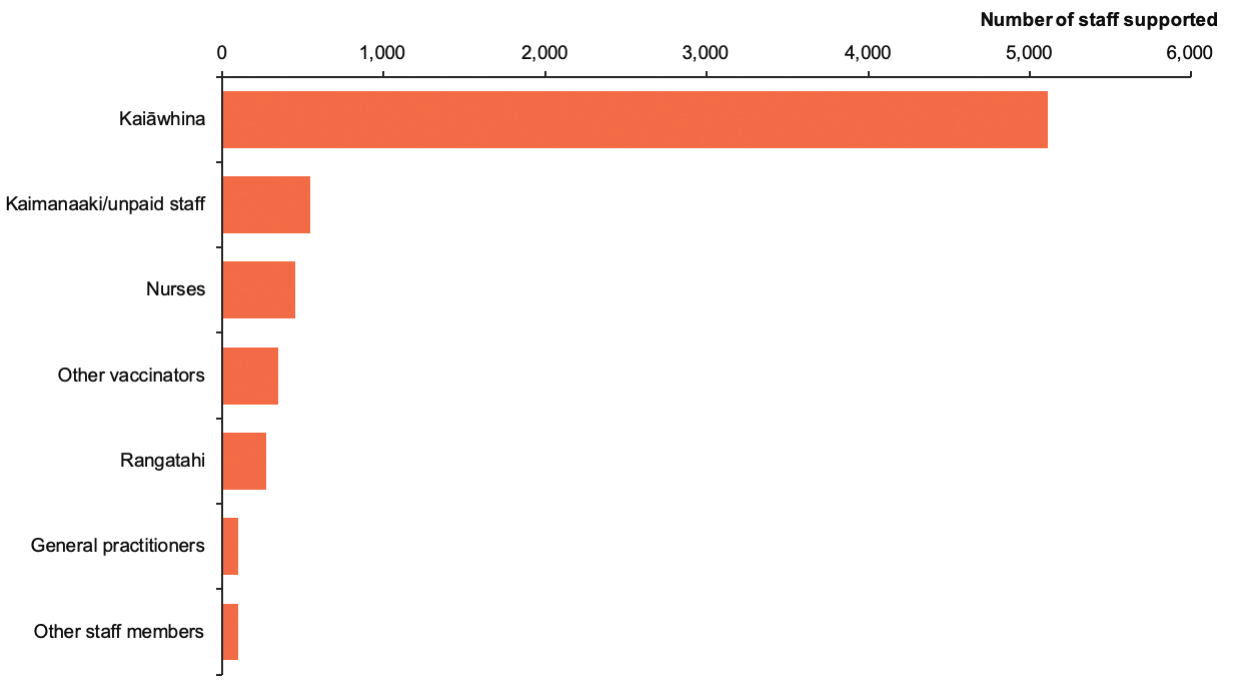 Number of staff supported
0 1,000 2,000 3,000 4,000 5,000 6,000
Kaiāwhina
Kaimanaaki/unpaid staff
Nurses
Other vaccinators
Rangatahi
General practitioners
Other staff members